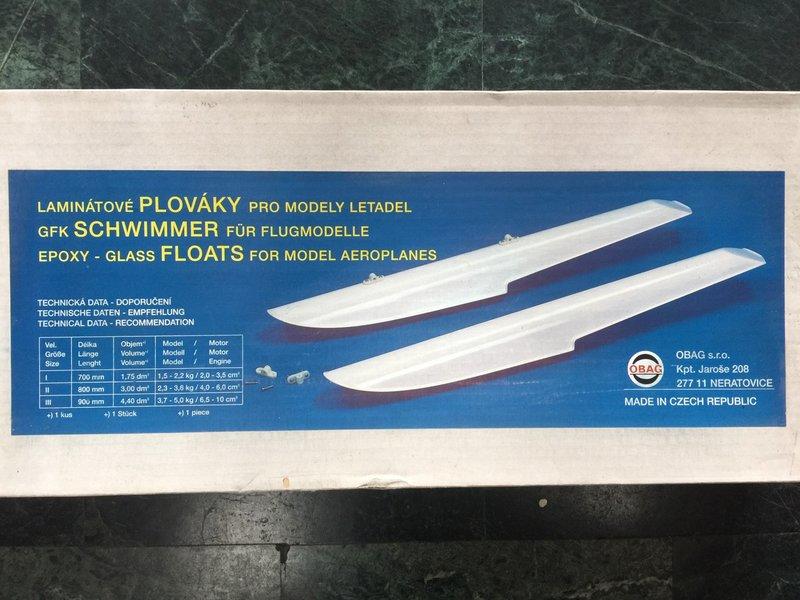 LAMINÁTOVÉ PLOVÁKY PRO MODELY LETADEL
GFK SCHWIMMER FÜR FLUGMODELLE
EPOXY - GLASS FLOATS FOR MODEL AEROPLANES
TECHNICKÁ DATA - DOPORUČENÍ
TECHNISCHE DATEN - EMPFEHLUNG
TECHNICAL DATA - RECOMMENDATION
Vel. Délka Objem+) Model / Motor
Größe Länge Volume+) Modell / Motor
Size Lenght Volume+) Model / Engine
I 700 mm 1,75 dm³ 1,5 - 2,2 kg / 2,0 - 3,5 cm³
II 800 mm 3,00 dm³ 2,3 - 3,6 kg / 4,0 - 6,0 cm³
III 900 mm 4,40 dm³ 3,7 - 5,0 kg / 6,5 - 10 cm³
+) 1 kus +) 1 Stück +) 1 piece
OBAG
OBAG s.r.o.
Kpt. Jaroše 208
277 11 NERATOVICE
MADE IN CZECH REPUBLIC